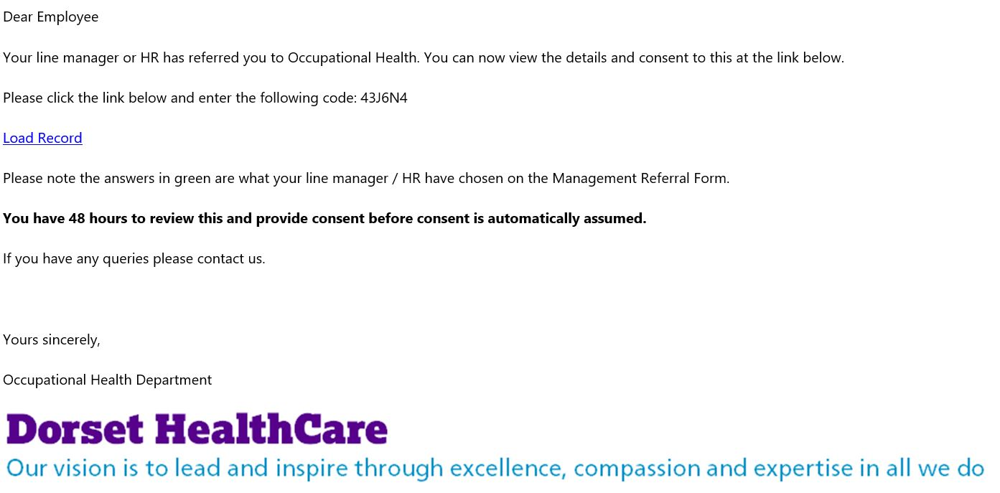 Dear Employee
Your line manager or HR has referred you to Occupational Health. You can now view the details and consent to this at the link below.
Please click the link below and enter the following code: 43J6N4
Load Record
Please note the answers in green are what your line manager / HR have chosen on the Management Referral Form.
You have 48 hours to review this and provide consent before consent is automatically assumed.
If you have any queries please contact us.
Yours sincerely,
Occupational Health Department
Dorset HealthCare
Our vision is to lead and inspire through excellence, compassion and expertise in all we do